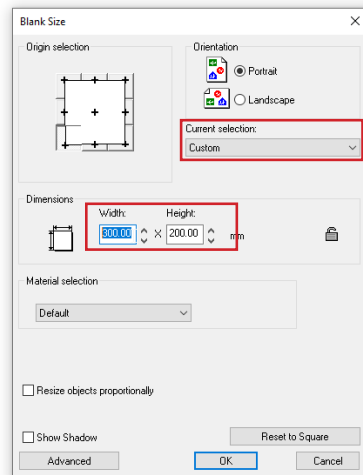 Blank Size
Origin selection
Orientation
Portrait
Landscape
Current selection:
Custom
Dimensions
Width: Height:
300.00 X 200.00 mm
Material selection
Default
Resize objects proportionally
Show Shadow
Reset to Square
Advanced OK Cancel